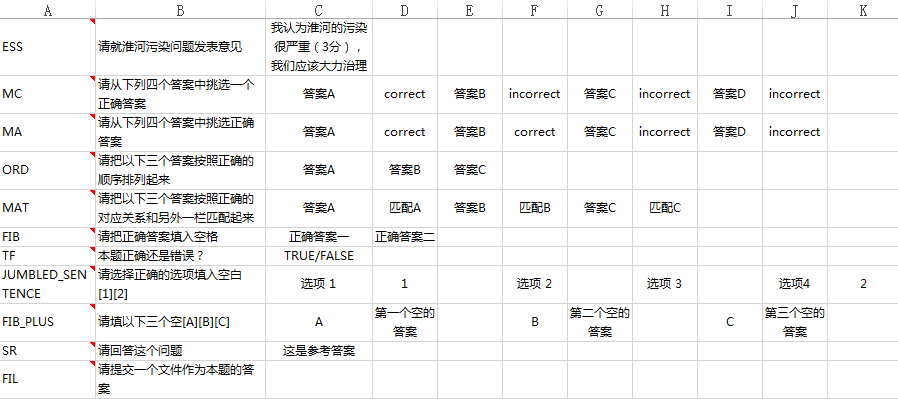 A B C D E F G H I J K
ESS 请就淮河污染问题发表意见 我认为淮河的污染
很严重（3分），
我们应该大力治理
MC 请从下列四个答案中挑选一个
正确答案 答案A correct 答案B incorrect 答案C incorrect 答案D incorrect
MA 请从下列四个答案中挑选正确
答案 答案A correct 答案B correct 答案C incorrect 答案D incorrect
ORD 请把以下三个答案按照正确的
顺序排列起来 答案A 答案B 答案C
MAT 请把以下三个答案按照正确的
对应关系和另外一栏匹配起来 答案A 匹配A 答案B 匹配B 答案C 匹配C
FIB 请把正确答案填入空格 正确答案一 正确答案二
TF 本题正确还是错误？ TRUE/FALSE
JUMBLED_SEN
TENCE 请选择正确的选项填入空白
[1][2] 选项 1 1 选项 2 选项 3 选项4 2
FIB_PLUS 请填以下三个空[A][B][C] A 第一个空的
答案 B 第二个空的
答案 C 第三个空的
答案
SR 请回答这个问题 这是参考答案
FIL 请提交一个文件作为本题的答
案